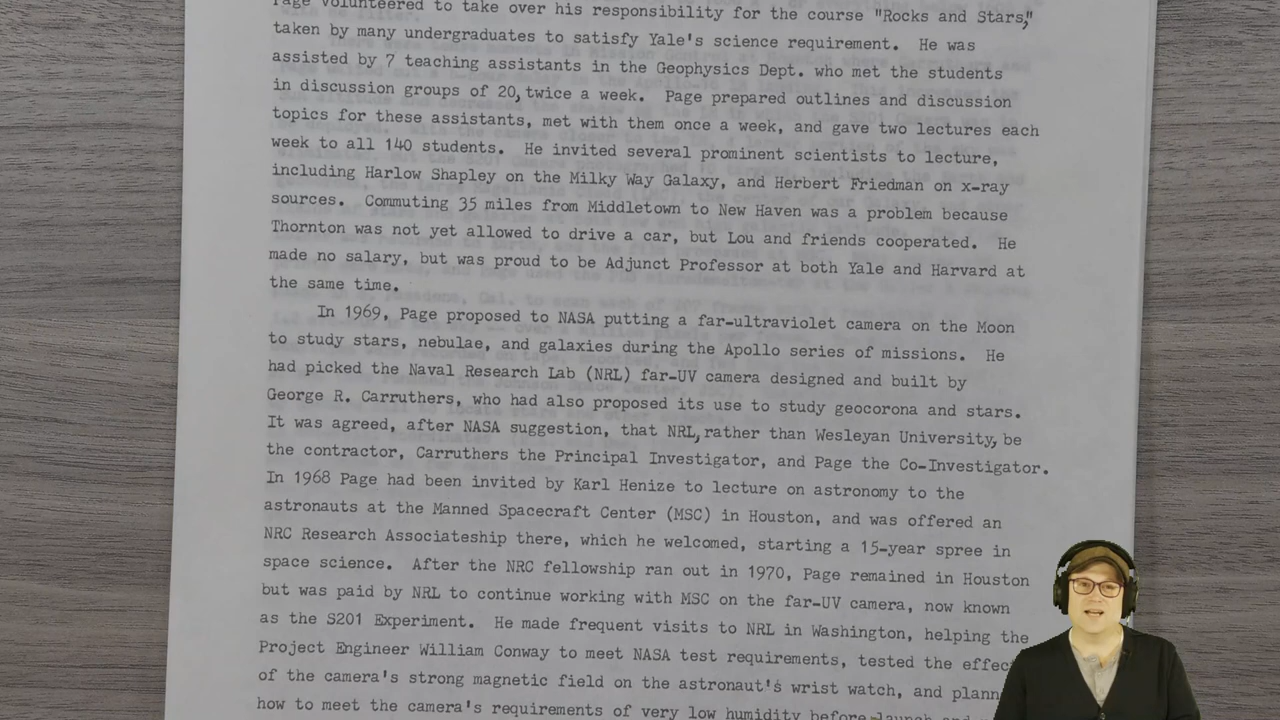 Page volunteered to take over his responsibility for the course "Rocks and Stars,"
taken by many undergraduates to satisfy Yale's science requirement. He was
assisted by 7 teaching assistants in the Geophysics Dept. who met the students
in discussion groups of 20, twice a week. Page prepared outlines and discussion
topics for these assistants, met with them once a week, and gave two lectures each
week to all 140 students. He invited several prominent scientists to lecture,
including Harlow Shapley on the Milky Way Galaxy, and Herbert Friedman on x-ray
sources. Commuting 35 miles from Middletown to New Haven was a problem because
Thornton was not yet allowed to drive a car, but Lou and friends cooperated. He
made no salary, but was proud to be Adjunct Professor at both Yale and Harvard at
the same time.
In 1969, Page proposed to NASA putting a far-ultraviolet camera on the Moon
to study stars, nebulae, and galaxies during the Apollo series of missions. He
had picked the Naval Research Lab (NRL) far-UV camera designed and built by
George R. Carruthers, who had also proposed its use to study geocorona and stars.
It was agreed, after NASA suggestion, that NRL, rather than Wesleyan University, be
the contractor, Carruthers the Principal Investigator, and Page the Co-Investigator.
In 1968 Page had been invited by Karl Henize to lecture on astronomy to the
astronauts at the Manned Spacecraft Center (MSC) in Houston, and was offered an
NRC Research Associateship there, which he welcomed, starting a 15-year spree in
space science. After the NRC fellowship ran out in 1970, Page remained in Houston
but was paid by NRL to continue working with MSC on the far-UV camera, now known
as the S201 Experiment. He made frequent visits to NRL in Washington, helping the
Project Engineer William Conway to meet NASA test requirements, tested the effec
of the camera's strong magnetic field on the astronaut's wrist watch, and plann
how to meet the camera's requirements of very low humidity before launch and